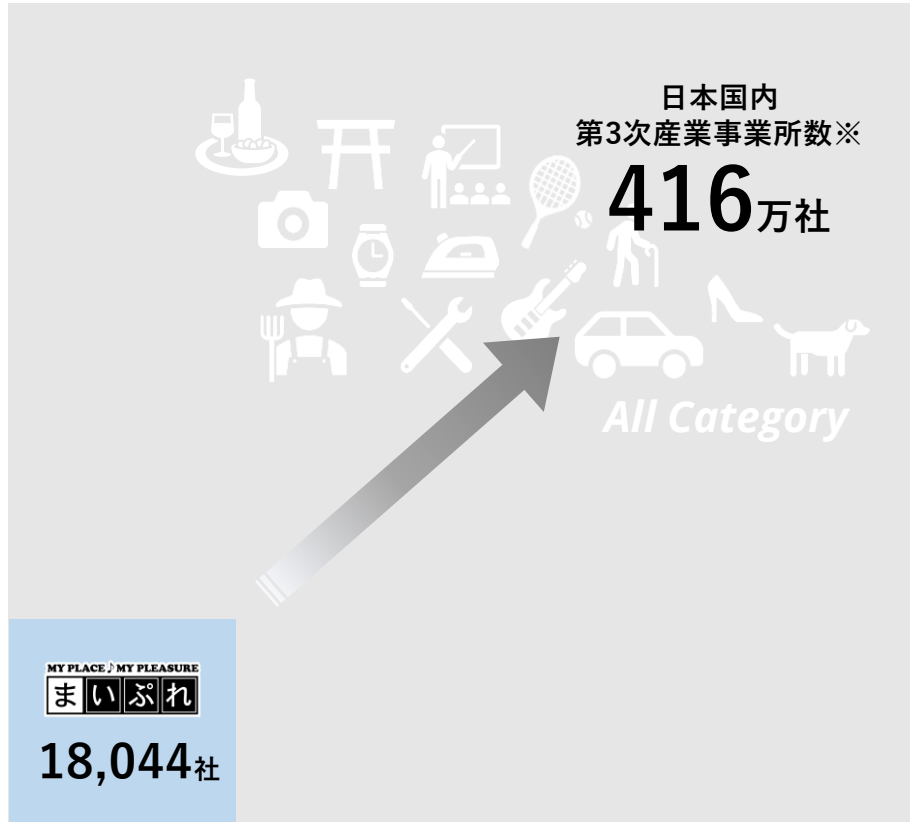 日本国内
第3次産業事業所数※
416万社
All Category
MY PLACE♪MY PLEASURE
まいぷれ
18,044社